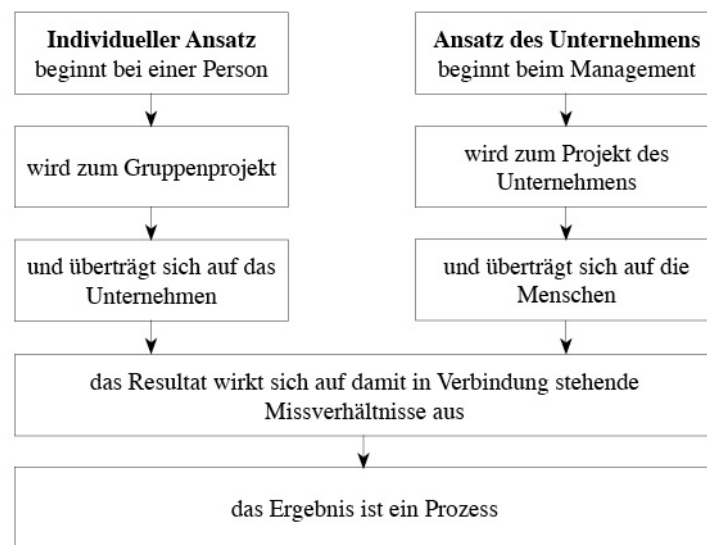 Individueller Ansatz
beginnt bei einer Person
wird zum Gruppenprojekt
und überträgt sich auf das
Unternehmen
Ansatz des Unternehmens
beginnt beim Management
wird zum Projekt des
Unternehmens
und überträgt sich auf die
Menschen
das Resultat wirkt sich auf damit in Verbindung stehende
Missverhältnisse aus
das Ergebnis ist ein Prozess